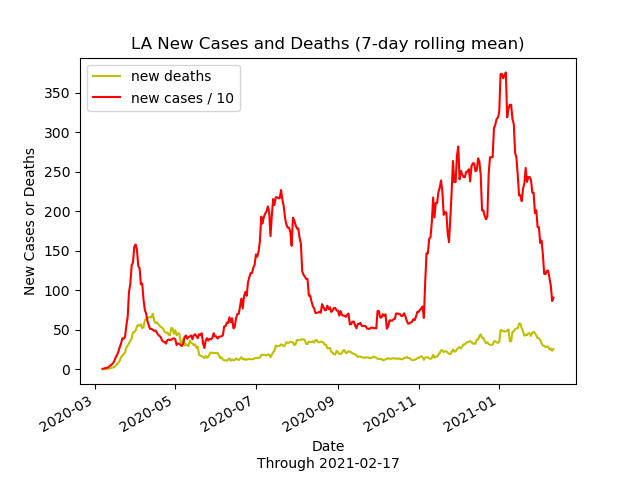 LA New Cases and Deaths (7-day rolling mean)
new deaths
new cases / 10
New Cases or Deaths
350
300
250
200
150
100
50
0
2020-03
2020-05
2020-07
2020-09
2020-11
2021-01
Date
Through 2021-02-17